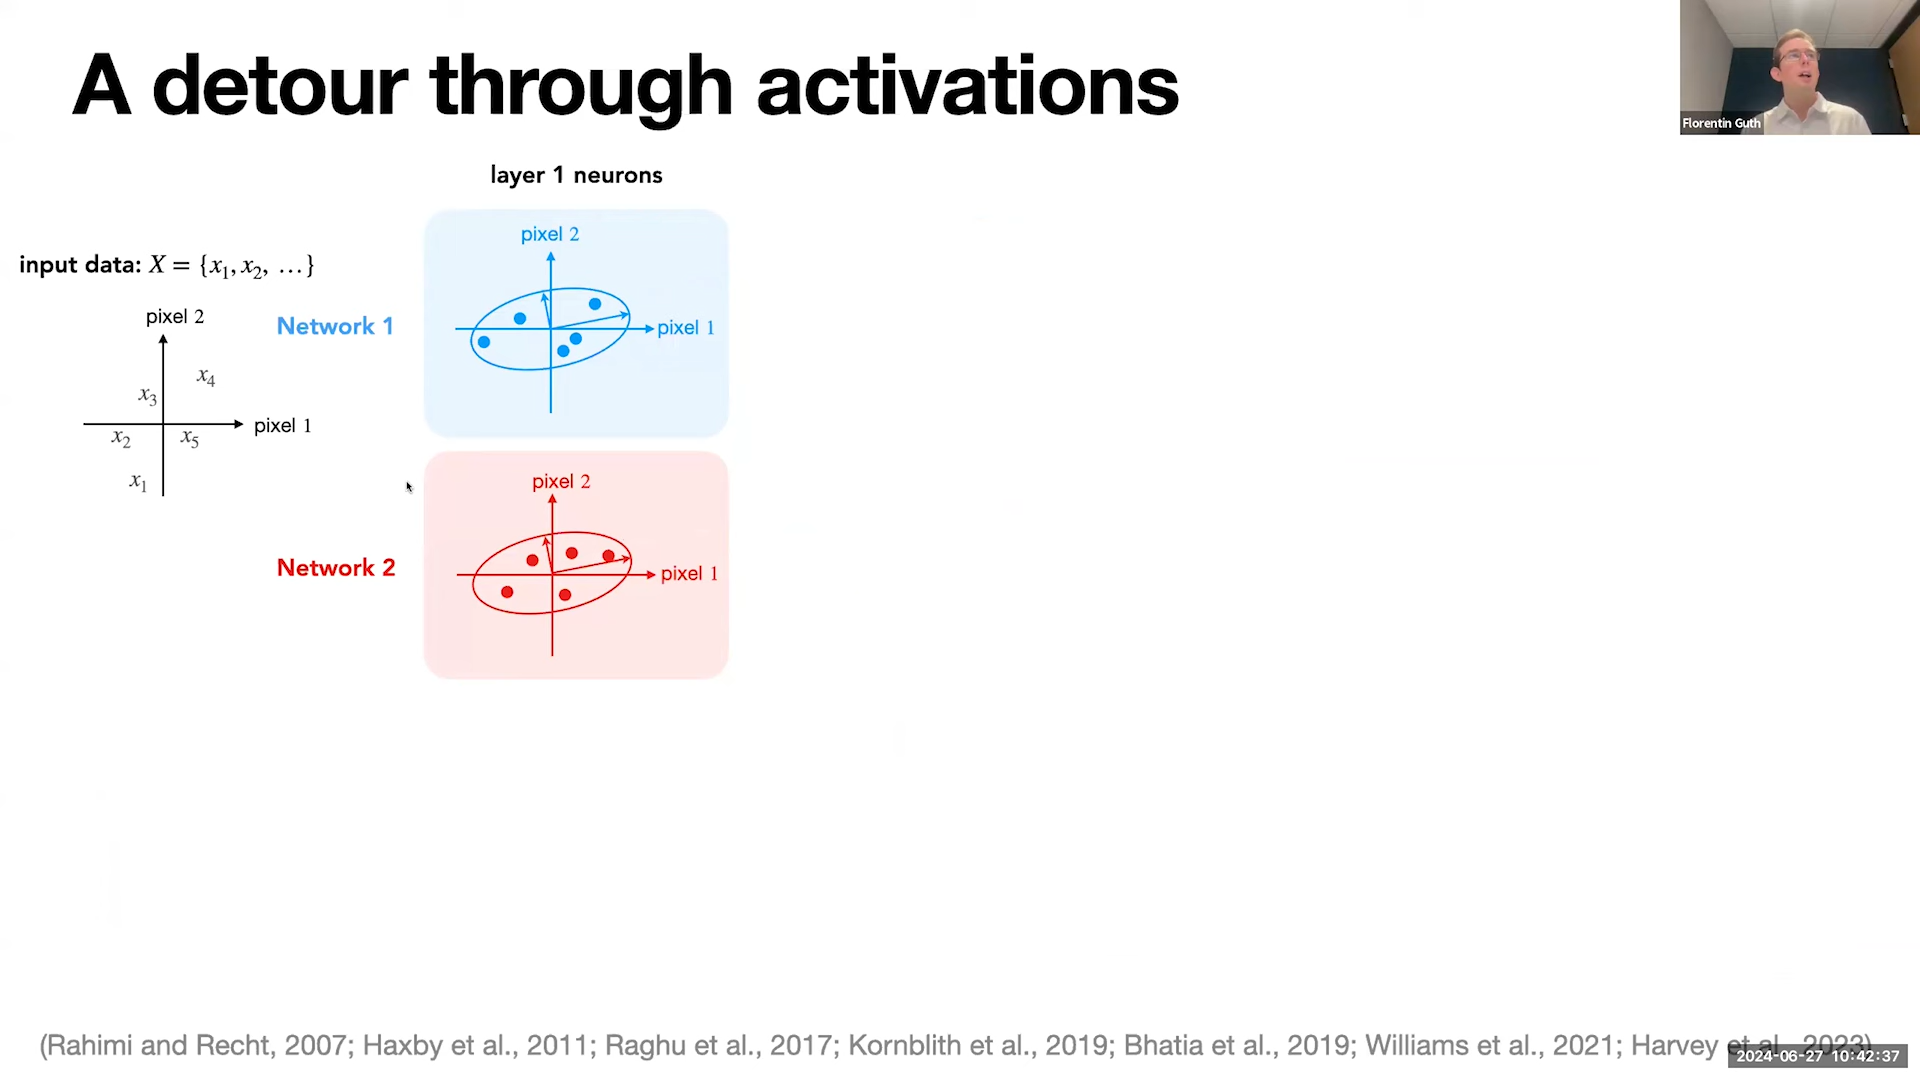 A detour through activations
Florentin Guth
layer 1 neurons
pixel 2
input data: X = {x₁, x₂, …}
pixel 2
Network 1
pixel 1
x₄
x₃
pixel 1
x₂
x₅
x₁
pixel 2
Network 2
pixel 1
(Rahimi and Recht, 2007; Haxby et al., 2011; Raghu et al., 2017; Kornblith et al., 2019; Bhatia et al., 2019; Williams et al., 2021; Harvey et al., 2023)
2024-06-27 10:42:37